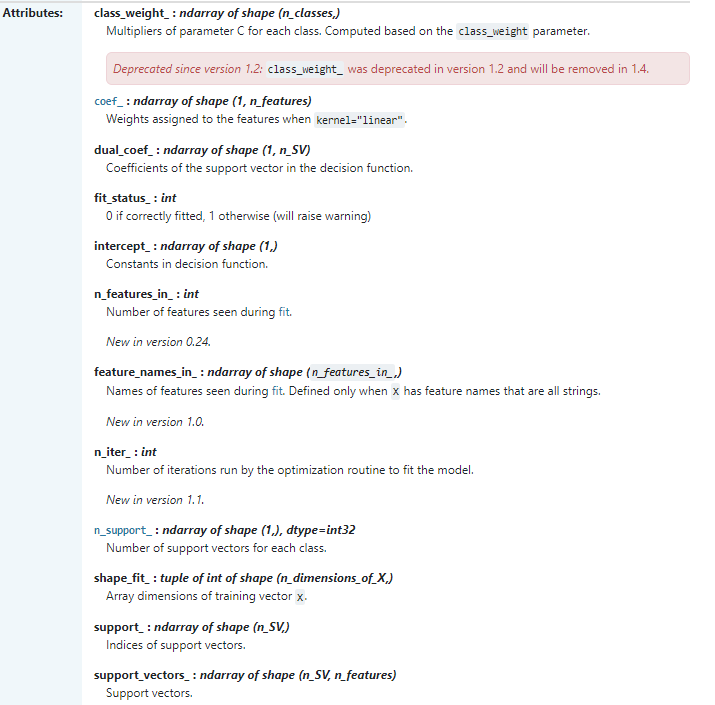 Attributes:
class_weight_ : ndarray of shape (n_classes,)
Multipliers of parameter C for each class. Computed based on the class_weight parameter.
Deprecated since version 1.2: class_weight_ was deprecated in version 1.2 and will be removed in 1.4.
coef_ : ndarray of shape (1, n_features)
Weights assigned to the features when kernel="linear".
dual_coef_ : ndarray of shape (1, n_SV)
Coefficients of the support vector in the decision function.
fit_status_ : int
0 if correctly fitted, 1 otherwise (will raise warning)
intercept_ : ndarray of shape (1,)
Constants in decision function.
n_features_in_ : int
Number of features seen during fit.
New in version 0.24.
feature_names_in_ : ndarray of shape (n_features_in_,)
Names of features seen during fit. Defined only when X has feature names that are all strings.
New in version 1.0.
n_iter_ : int
Number of iterations run by the optimization routine to fit the model.
New in version 1.1.
n_support_ : ndarray of shape (1,), dtype=int32
Number of support vectors for each class.
shape_fit_ : tuple of int of shape (n_dimensions_of_X,)
Array dimensions of training vector X.
support_ : ndarray of shape (n_SV,)
Indices of support vectors.
support_vectors_ : ndarray of shape (n_SV, n_features)
Support vectors.